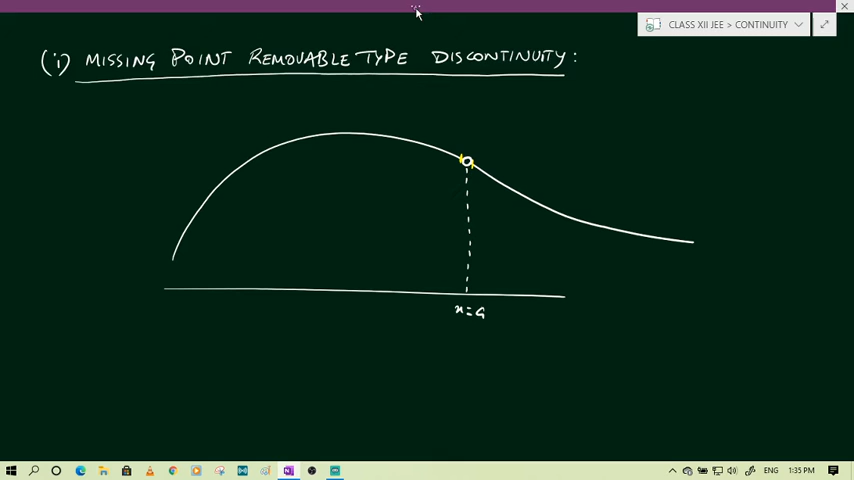 CLASS XII JEE > CONTINUITY
(i) MISSING POINT REMOVABLE TYPE DISCONTINUITY:
x=a
ENG 1:35 PM